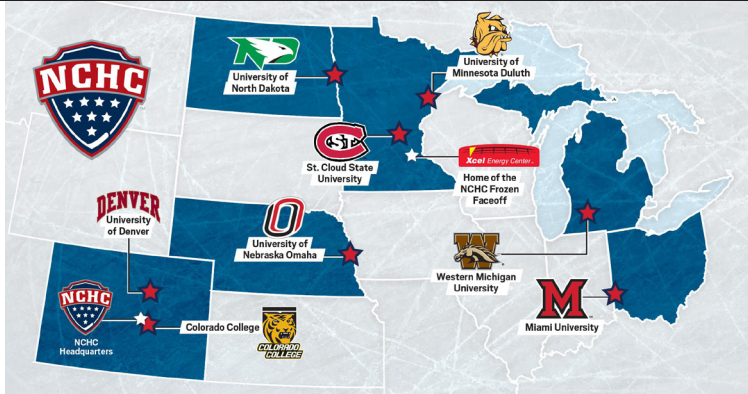 NCHC
University of
North Dakota
University of
Minnesota Duluth
ST
C
St. Cloud State
University
Xcel Energy Center
Home of the
NCHC Frozen
Faceoff
DENVER
University
of Denver
O
University of
Nebraska Omaha
W
Western Michigan
University
M
Miami University
NCHC
NCHC
Headquarters
Colorado College
COLORADO
COLLEGE